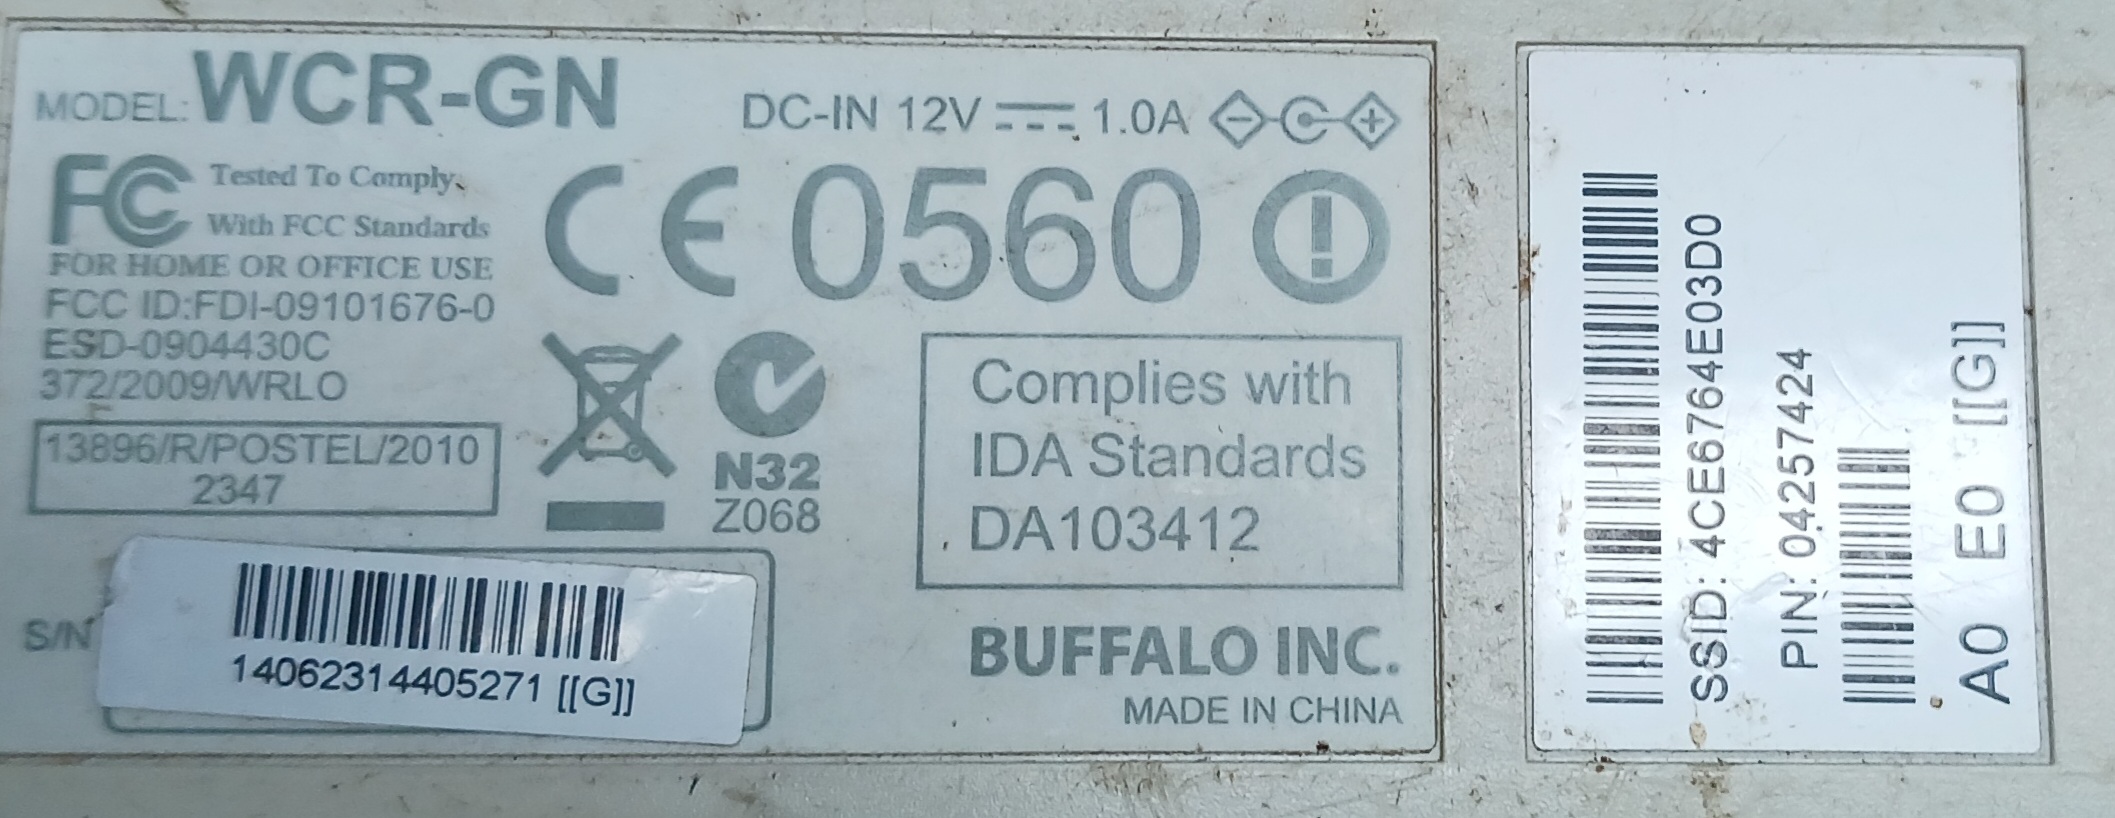 MODEL: WCR-GN
DC-IN 12V 1.0A
FC Tested To Comply
With FCC Standards
FOR HOME OR OFFICE USE
FCC ID:FDI-09101676-0
ESD-0904430C
372/2009/WRLO
13896/R/POSTEL/2010
2347
CE 0560
N32
Z068
Complies with
IDA Standards
DA103412
S/N
14062314405271 [[G]]
BUFFALO INC.
MADE IN CHINA
SSID: 4CE6764E03D0
PIN: 04257424
A0 E0 [[G]]